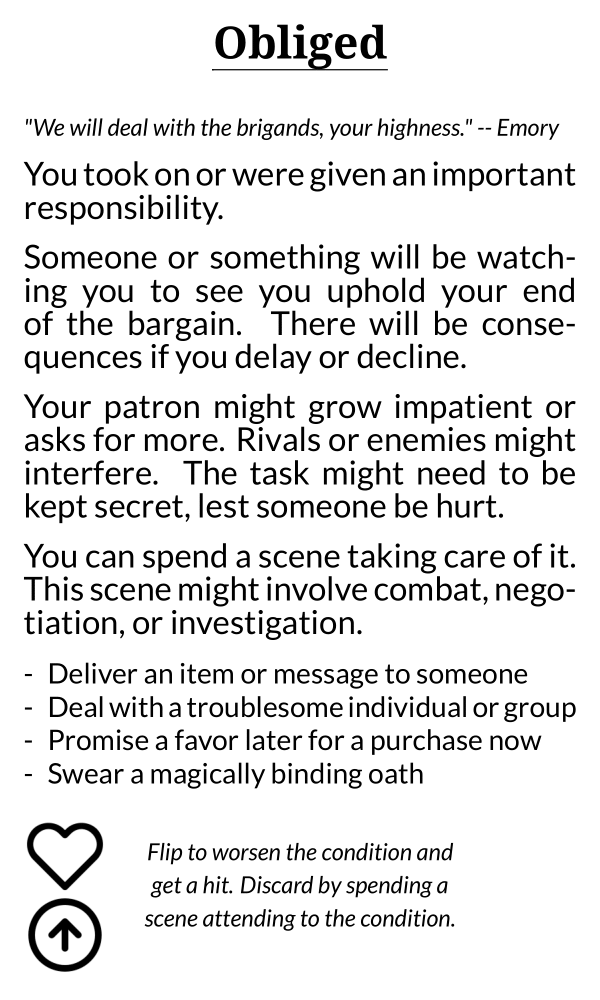 Obliged
"We will deal with the brigands, your highness." -- Emory
You took on or were given an important
responsibility.
Someone or something will be watch-
ing you to see you uphold your end
of the bargain. There will be conse-
quences if you delay or decline.
Your patron might grow impatient or
asks for more. Rivals or enemies might
interfere. The task might need to be
kept secret, lest someone be hurt.
You can spend a scene taking care of it.
This scene might involve combat, nego-
tiation, or investigation.
- Deliver an item or message to someone
- Deal with a troublesome individual or group
- Promise a favor later for a purchase now
- Swear a magically binding oath
Flip to worsen the condition and
get a hit. Discard by spending a
scene attending to the condition.